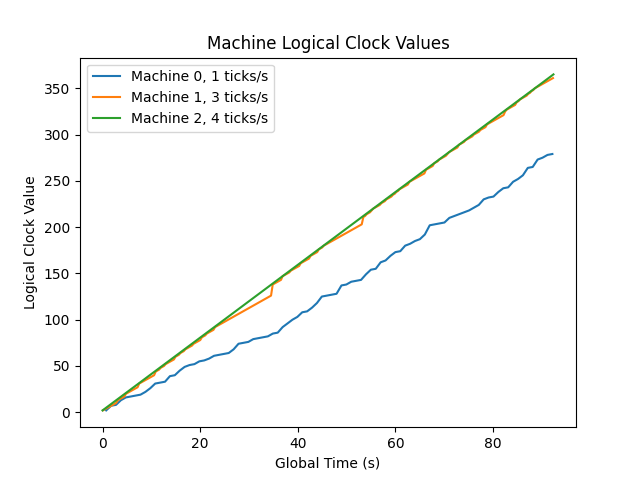 Machine Logical Clock Values
Machine 0, 1 ticks/s
Machine 1, 3 ticks/s
Machine 2, 4 ticks/s
Logical Clock Value
350
300
250
200
150
100
50
0
0 20 40 60 80
Global Time (s)